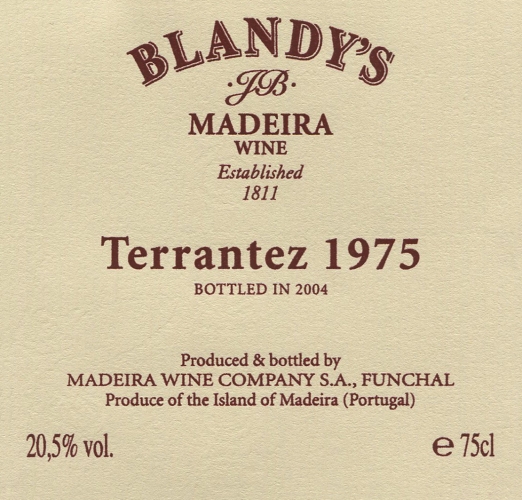 BLANDY'S
·JB·
MADEIRA
WINE
Established
1811
Terrantez 1975
BOTTLED IN 2004
Produced & bottled by
MADEIRA WINE COMPANY S.A., FUNCHAL
Produce of the Island of Madeira (Portugal)
20,5% vol. ℮ 75cl